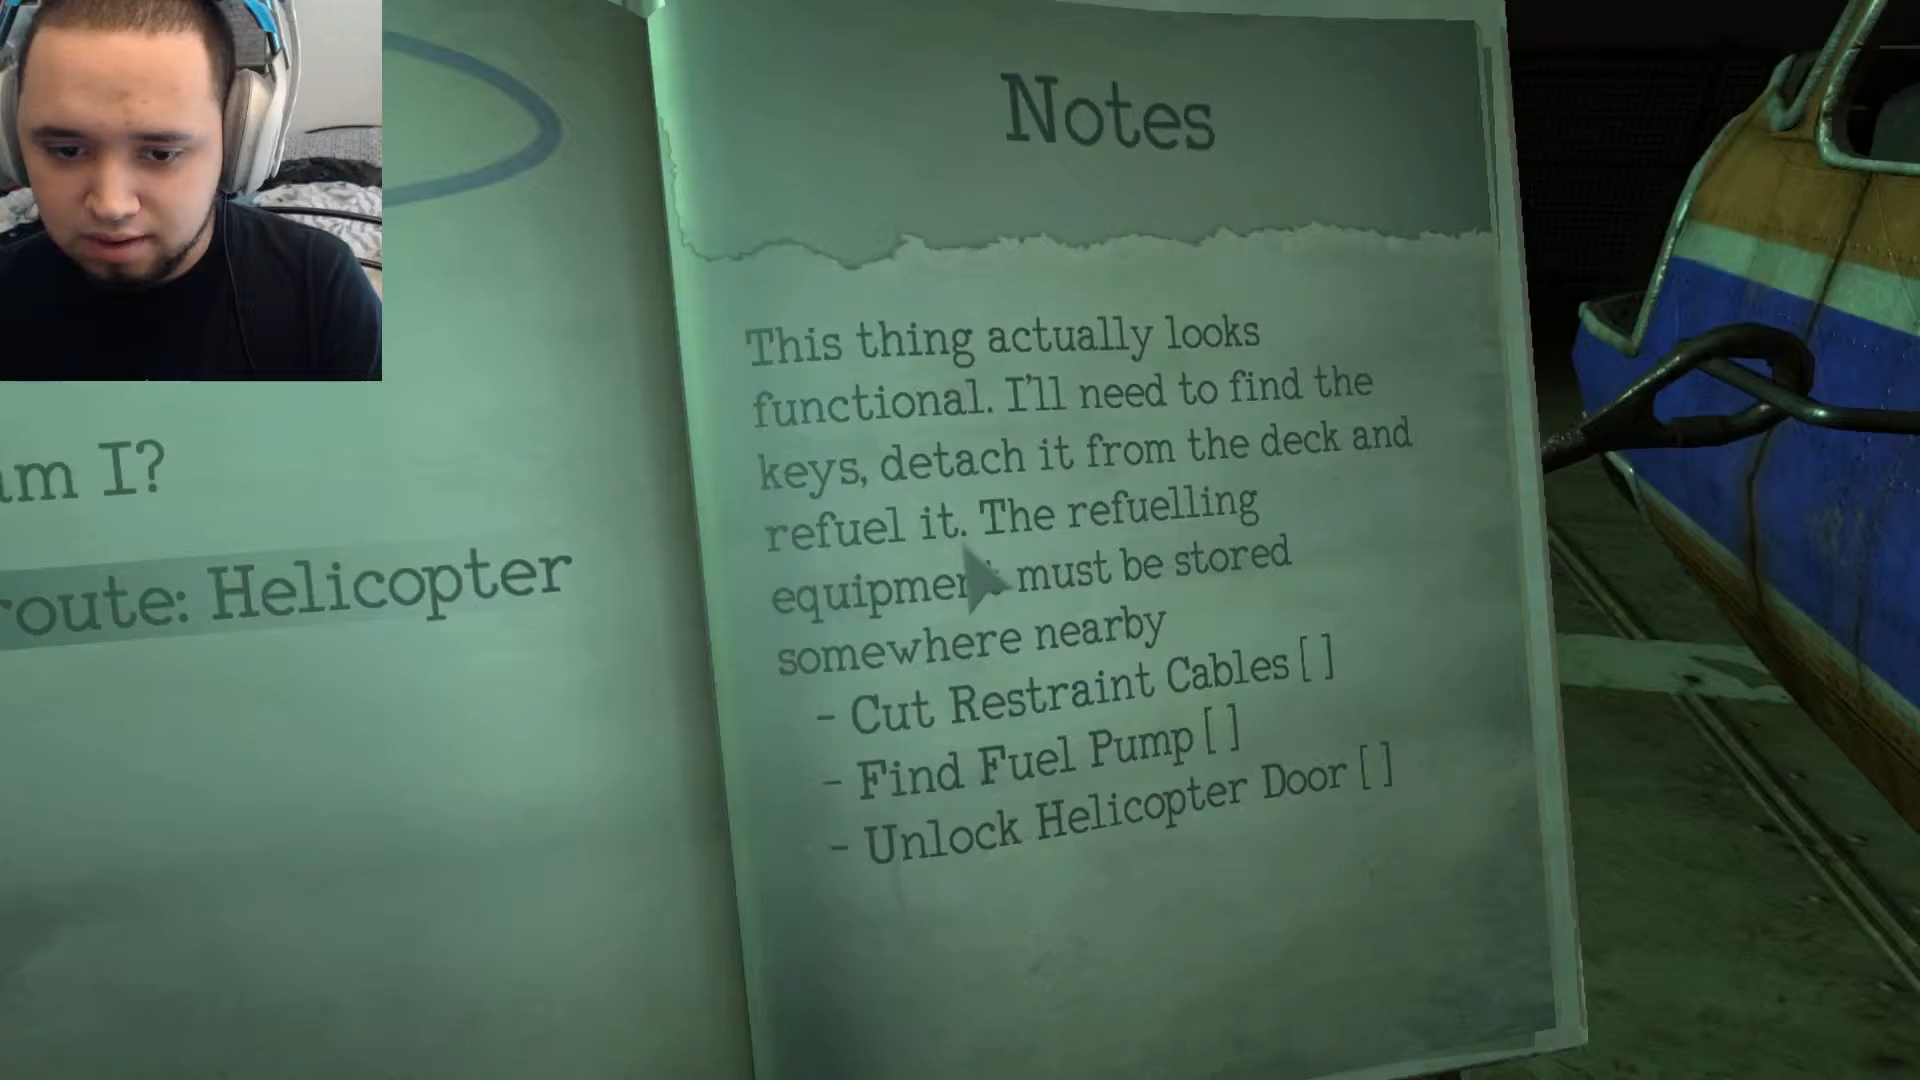 am I?
route: Helicopter
Notes
This thing actually looks
functional. I'll need to find the
keys, detach it from the deck and
refuel it. The refuelling
equipment must be stored
somewhere nearby
- Cut Restraint Cables [ ]
- Find Fuel Pump [ ]
- Unlock Helicopter Door [ ]